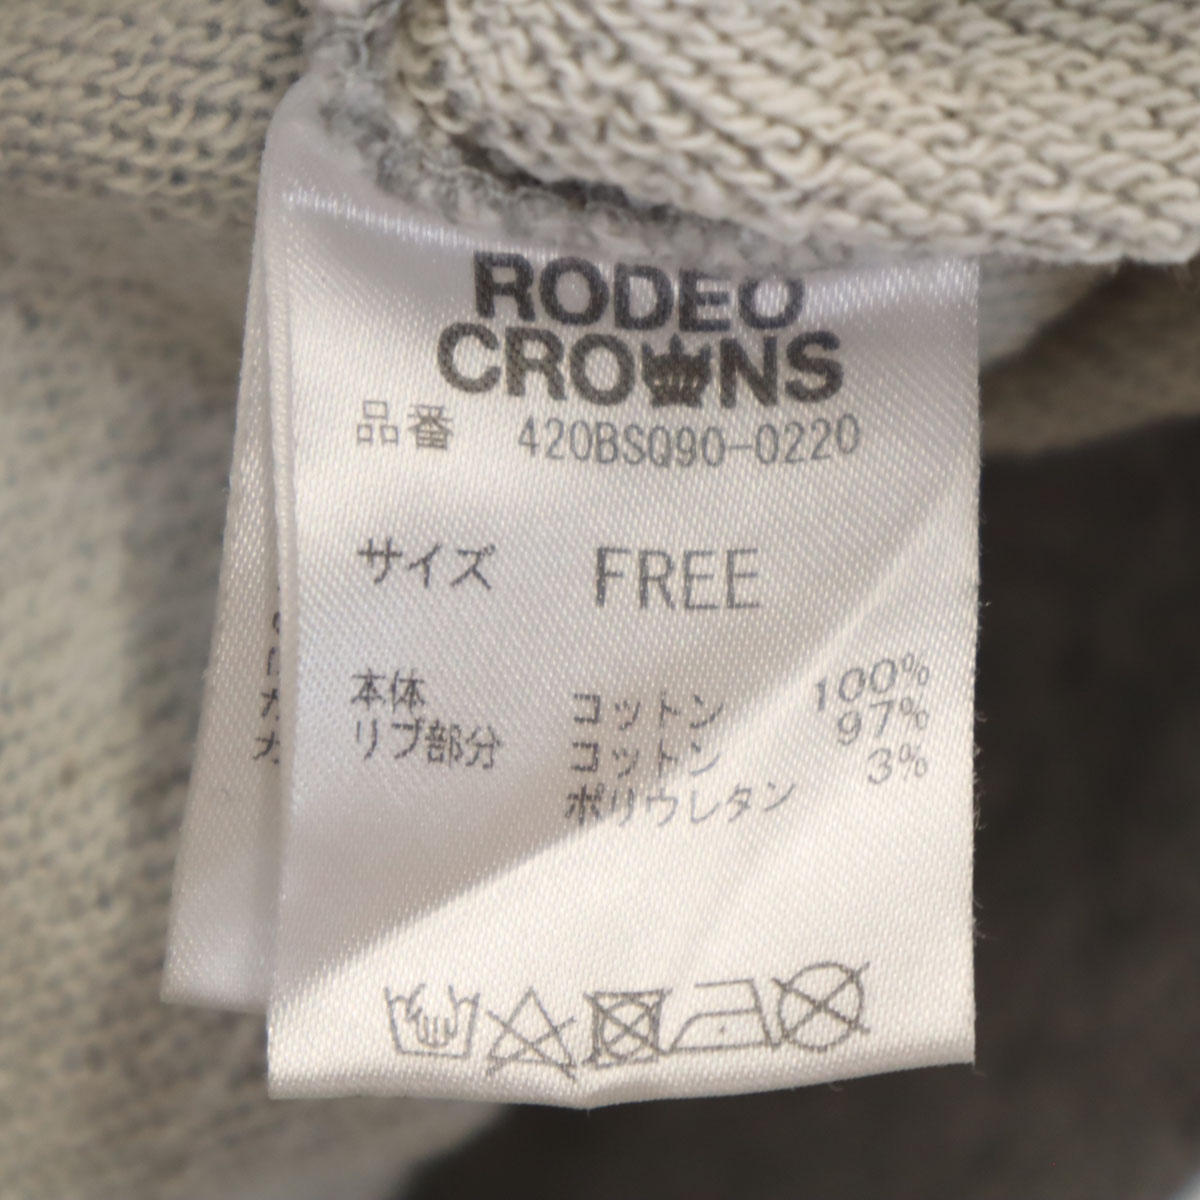 RODEO
CROWNS
品番 420BSQ90-0220
サイズ FREE
本体 コットン 100%
リブ部分 コットン 97%
ポリウレタン 3%